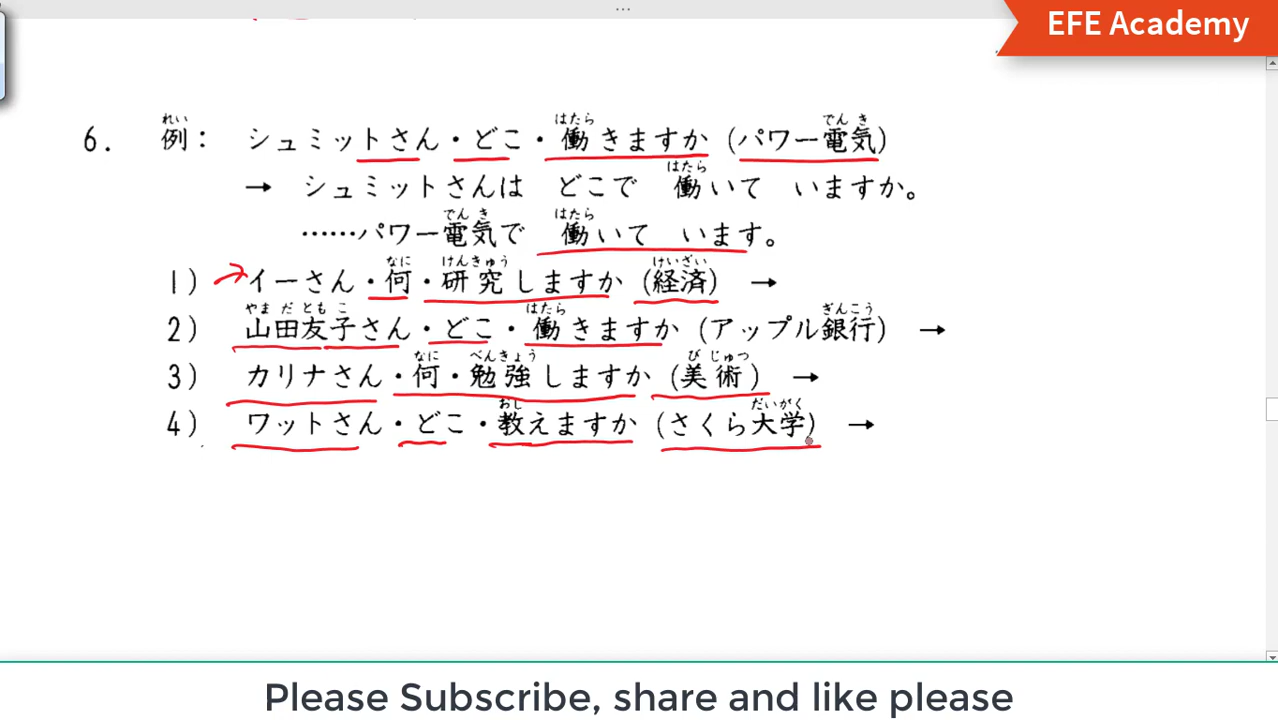 EFE Academy
6. 例： シュミットさん・どこ・働きますか（パワー電気）
→ シュミットさんは どこで 働いて いますか。
……パワー電気で 働いて います。
1） イーさん・何・研究しますか（経済） →
2） 山田友子さん・どこ・働きますか（アップル銀行） →
3） カリナさん・何・勉強しますか（美術） →
4） ワットさん・どこ・教えますか（さくら大学） →
Please Subscribe, share and like please